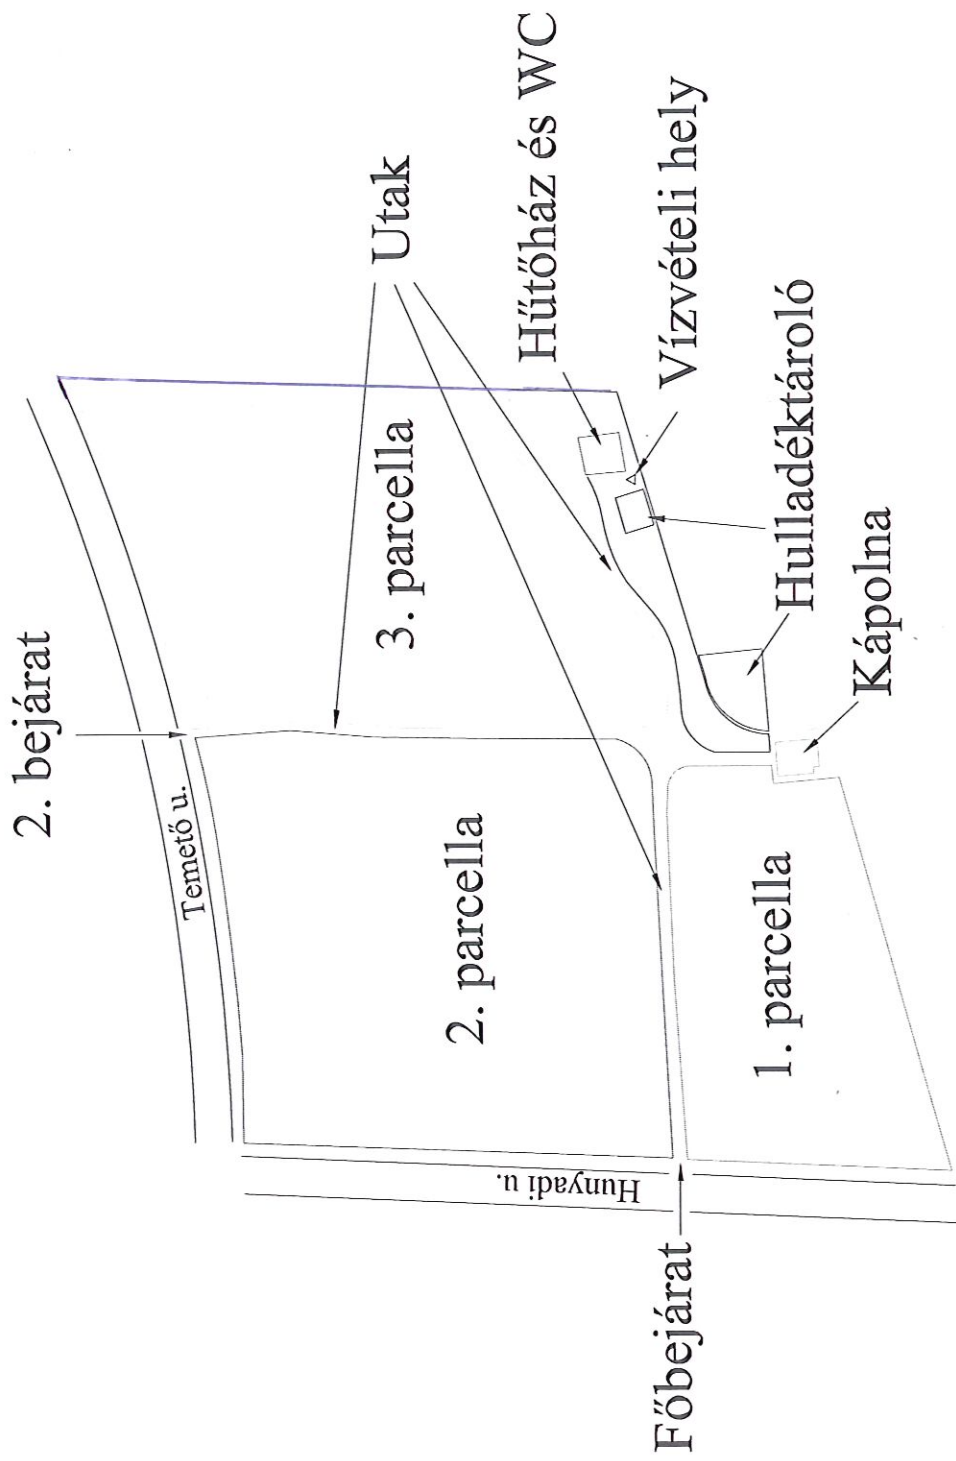 2. bejárat
Temető u.
Utak
Hűtőház és WC
3. parcella
Vízvételi hely
2. parcella
Hunyadi u.
Hulladéktároló
Főbejárat
1. parcella
Kápolna